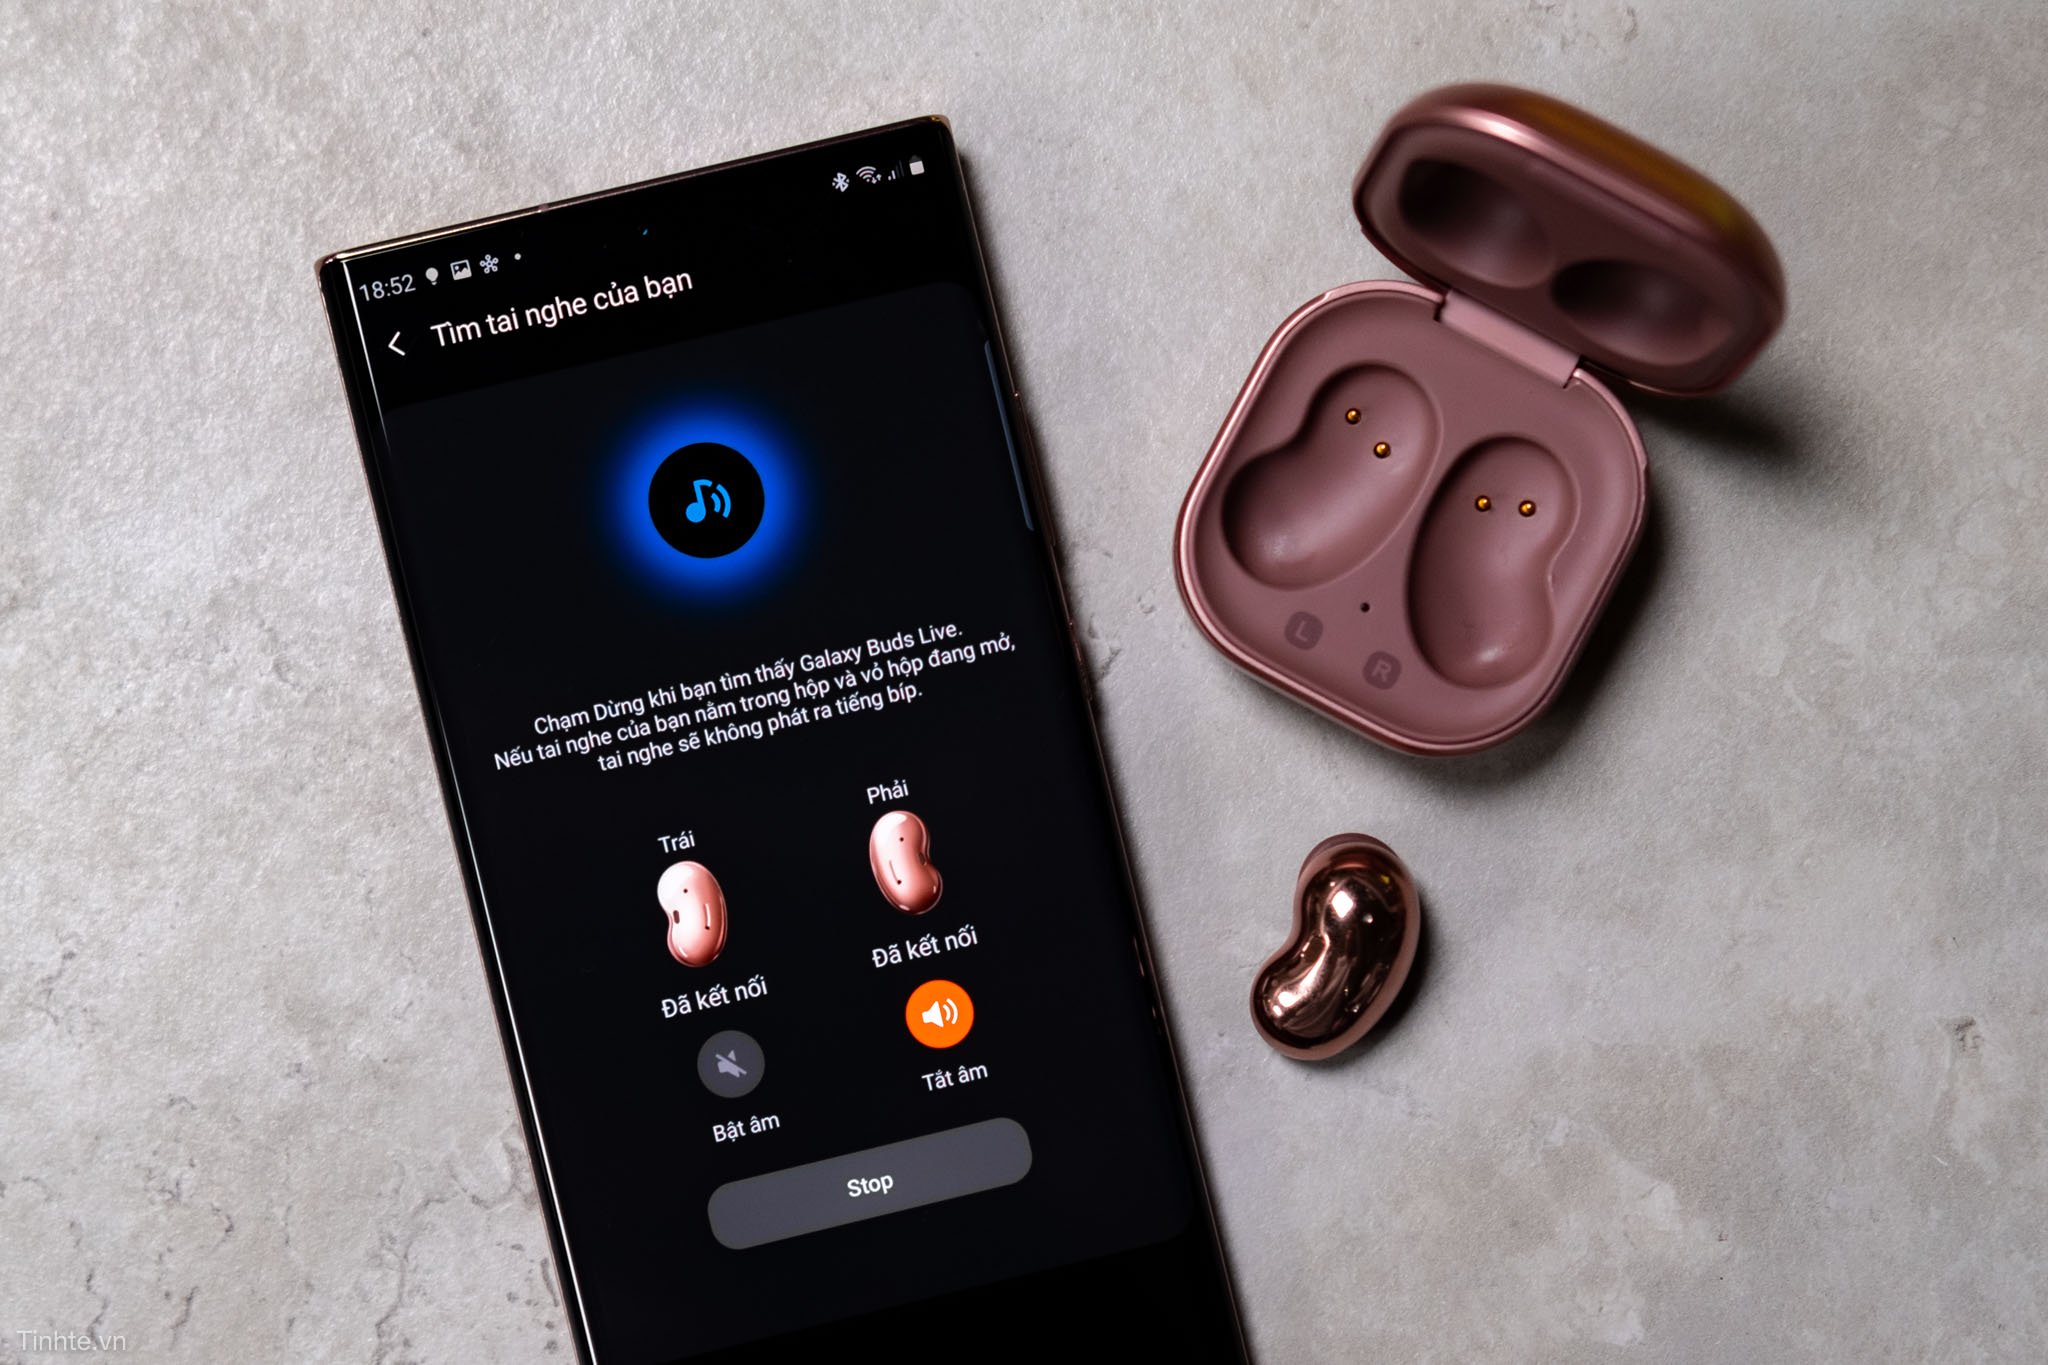 18:52
Tìm tai nghe của bạn
Chạm Dừng khi bạn tìm thấy Galaxy Buds Live.
Nếu tai nghe của bạn nằm trong hộp và vỏ hộp đang mở,
tai nghe sẽ không phát ra tiếng bíp.
Trái
Phải
Đã kết nối
Đã kết nối
Bật âm
Tắt âm
Stop
L
R
Tinhte.vn